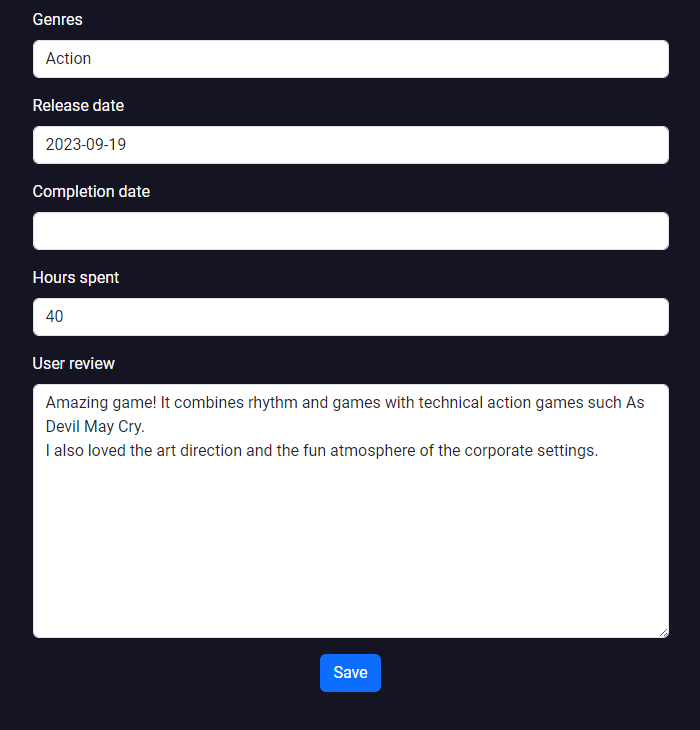 Genres
Action
Release date
2023-09-19
Completion date
Hours spent
40
User review
Amazing game! It combines rhythm and games with technical action games such As
Devil May Cry.
I also loved the art direction and the fun atmosphere of the corporate settings.
Save